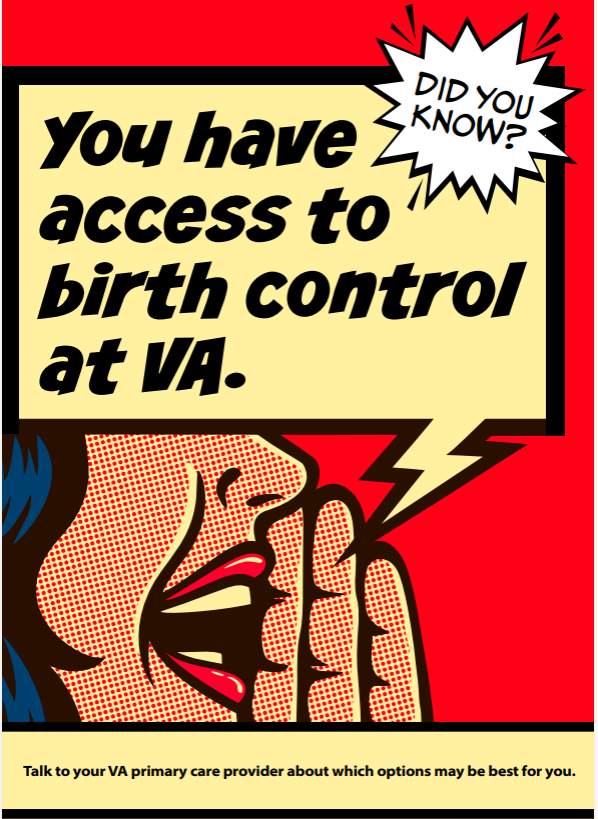 DID YOU
KNOW?
You have
access to
birth control
at VA.
Talk to your VA primary care provider about which options may be best for you.